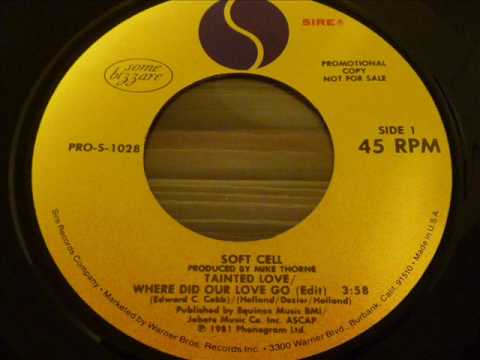 SIRE®
some
bizzare
PROMOTIONAL
COPY
NOT FOR SALE
SIDE 1
PRO-S-1028
45 RPM
SOFT CELL
PRODUCED BY MIKE THORNE
TAINTED LOVE/
WHERE DID OUR LOVE GO (Edit) 3:58
(Edward C. Cobb)/(Holland/Dozier/Holland)
Published by Equinox Music BMI/
Jobete Music Co. Inc. ASCAP
℗ 1981 Phonogram Ltd.
Sire Records Company • Marketed by Warner Bros. Records Inc. • 3300 Warner Blvd., Burbank, Calif. 91510 • Made in U.S.A.